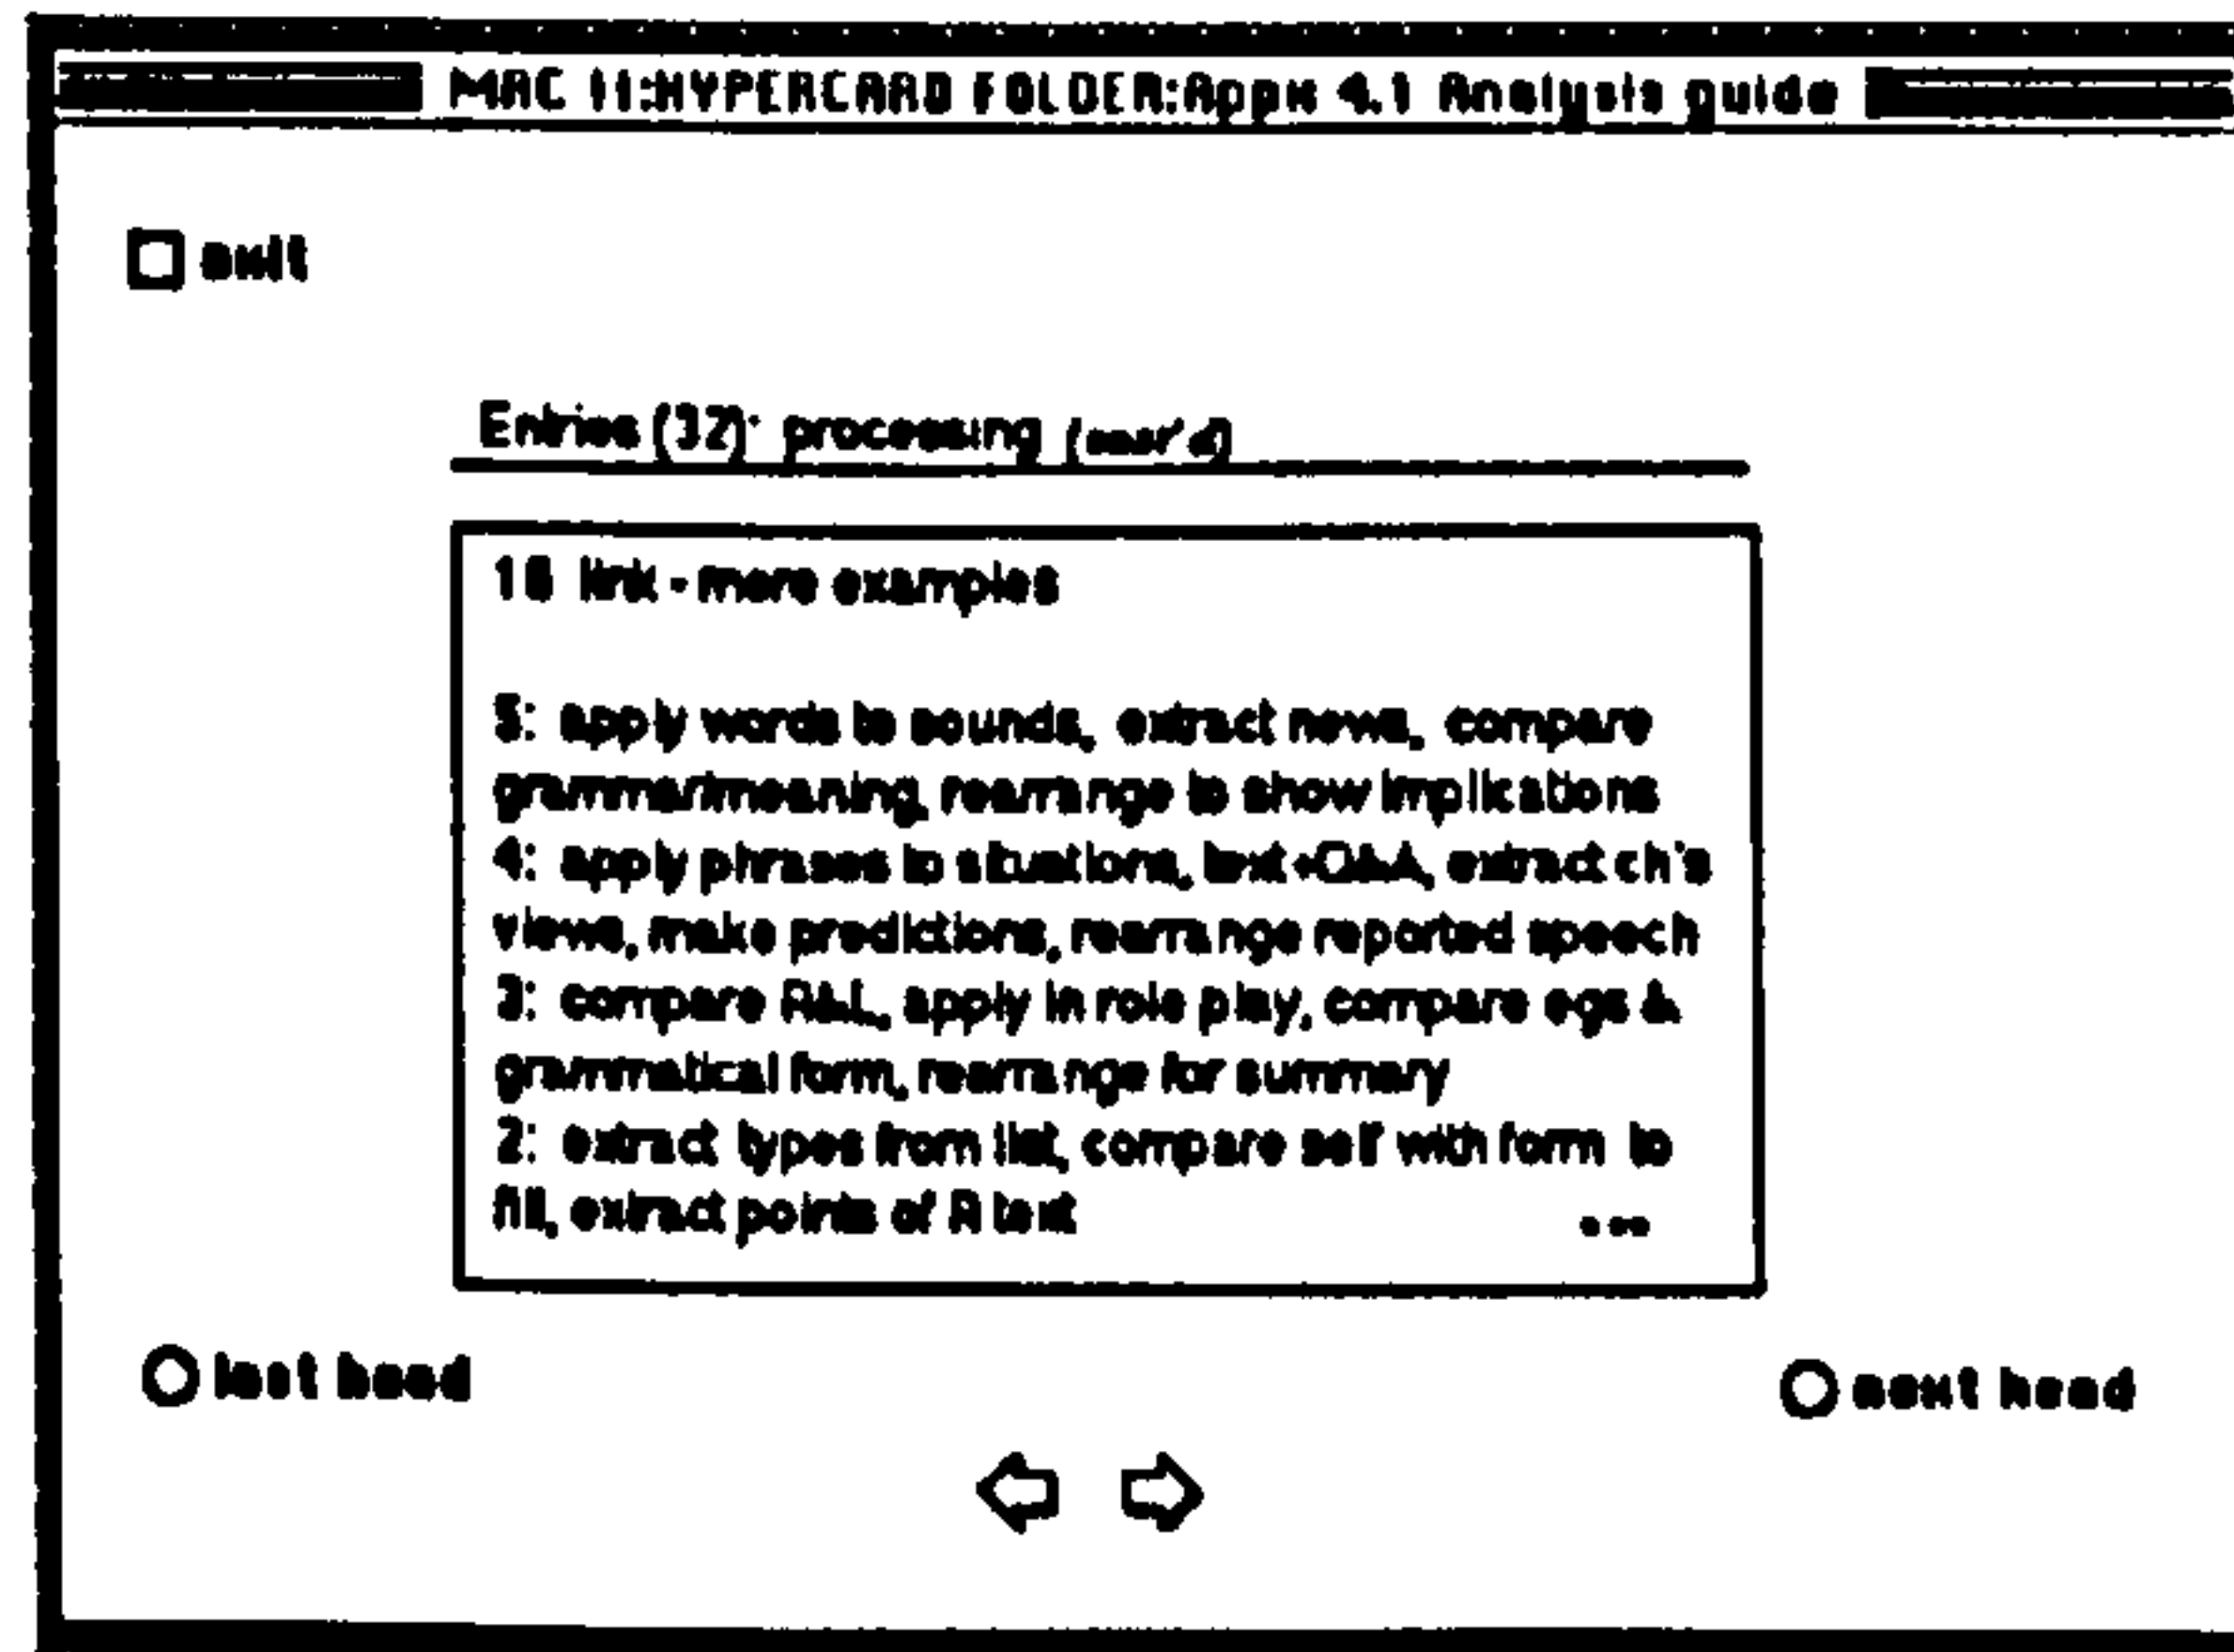 MAC II:HYPERCARD FOLDER:Appx 4.1 Analysis guide
exit
Entries (32): processing (cont'd)
18 link - more examples
5: apply words to sounds, extract news, compare
grammar/meaning, rearrange to show implications
4: apply phrases to situations, text+Q&A, extract ch's
views, make predictions, rearrange reported speech
3: compare R&L, apply in role play, compare egs &
grammatical form, rearrange for summary
2: extract types from list, compare self with form to
fill, extract points of R text ...
last head
next head